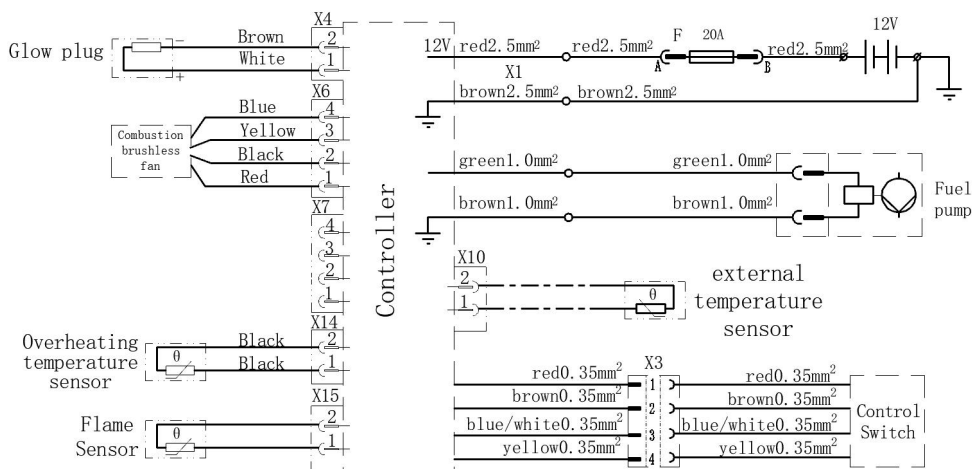 Glow plug
−
+
Brown
White
X4
2
1
X6
Combustion
brushless
fan
Blue
Yellow
Black
Red
4
3
2
1
X7
4
3
2
1
X14
Overheating
temperature
sensor
θ
Black
Black
2
1
X15
Flame
Sensor
θ
2
1
Controller
12V
red2.5mm²
red2.5mm²
F
20A
A
B
red2.5mm²
12V
X1
brown2.5mm²
brown2.5mm²
green1.0mm²
green1.0mm²
brown1.0mm²
brown1.0mm²
Fuel
pump
X10
2
1
θ
external
temperature
sensor
X3
red0.35mm²
1
red0.35mm²
brown0.35mm²
2
brown0.35mm²
blue/white0.35mm²
3
blue/white0.35mm²
yellow0.35mm²
4
yellow0.35mm²
Control
Switch